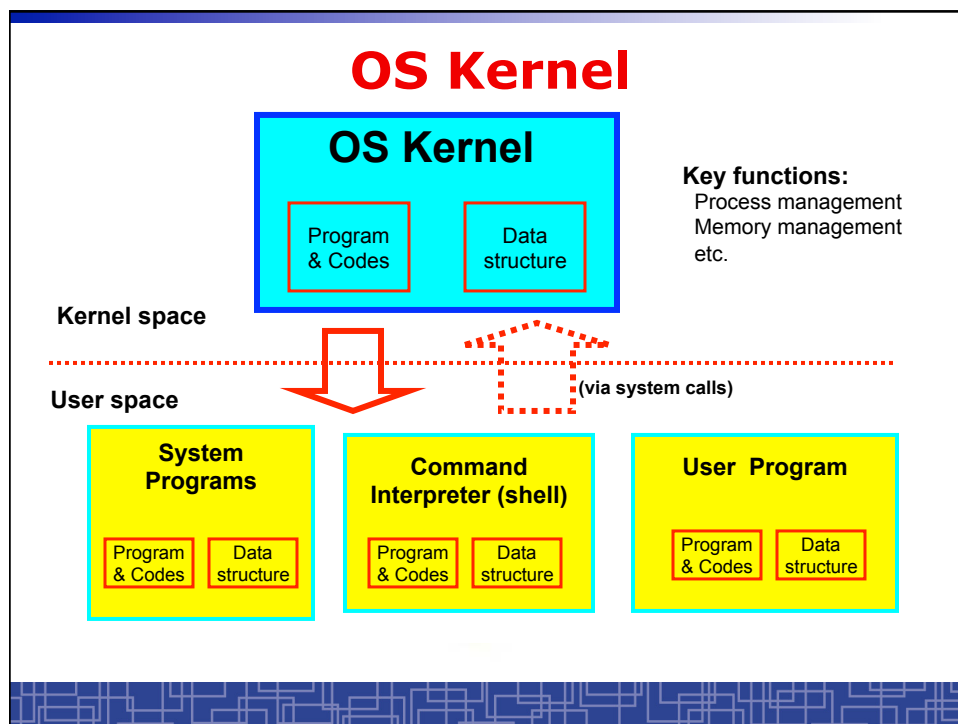 OS Kernel
OS Kernel
Program
& Codes
Data
structure
Key functions:
Process management
Memory management
etc.
Kernel space
(via system calls)
User space
System
Programs
Program
& Codes
Data
structure
Command
Interpreter (shell)
Program
& Codes
Data
structure
User Program
Program
& Codes
Data
structure